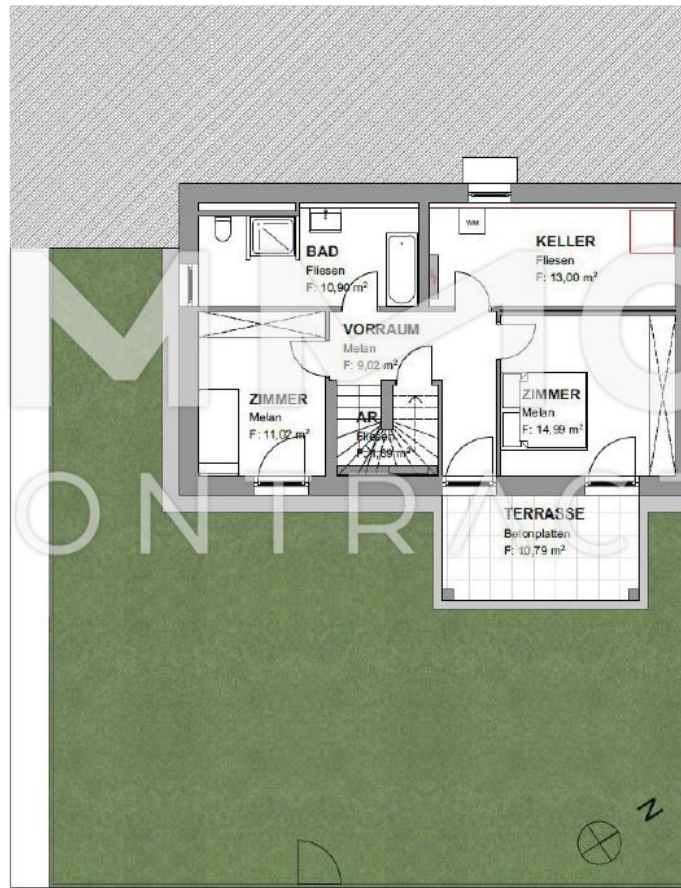 BAD
Fliesen
F: 10,90 m²
KELLER
Fliesen
F: 13,00 m²
WM
VORRAUM
Melan
F: 9,02 m²
ZIMMER
Melan
F: 11,02 m²
AR
Fliesen
ZIMMER
Melan
F: 14,99 m²
TERRASSE
Betonplatten
F: 10,79 m²
ONTRACT
N